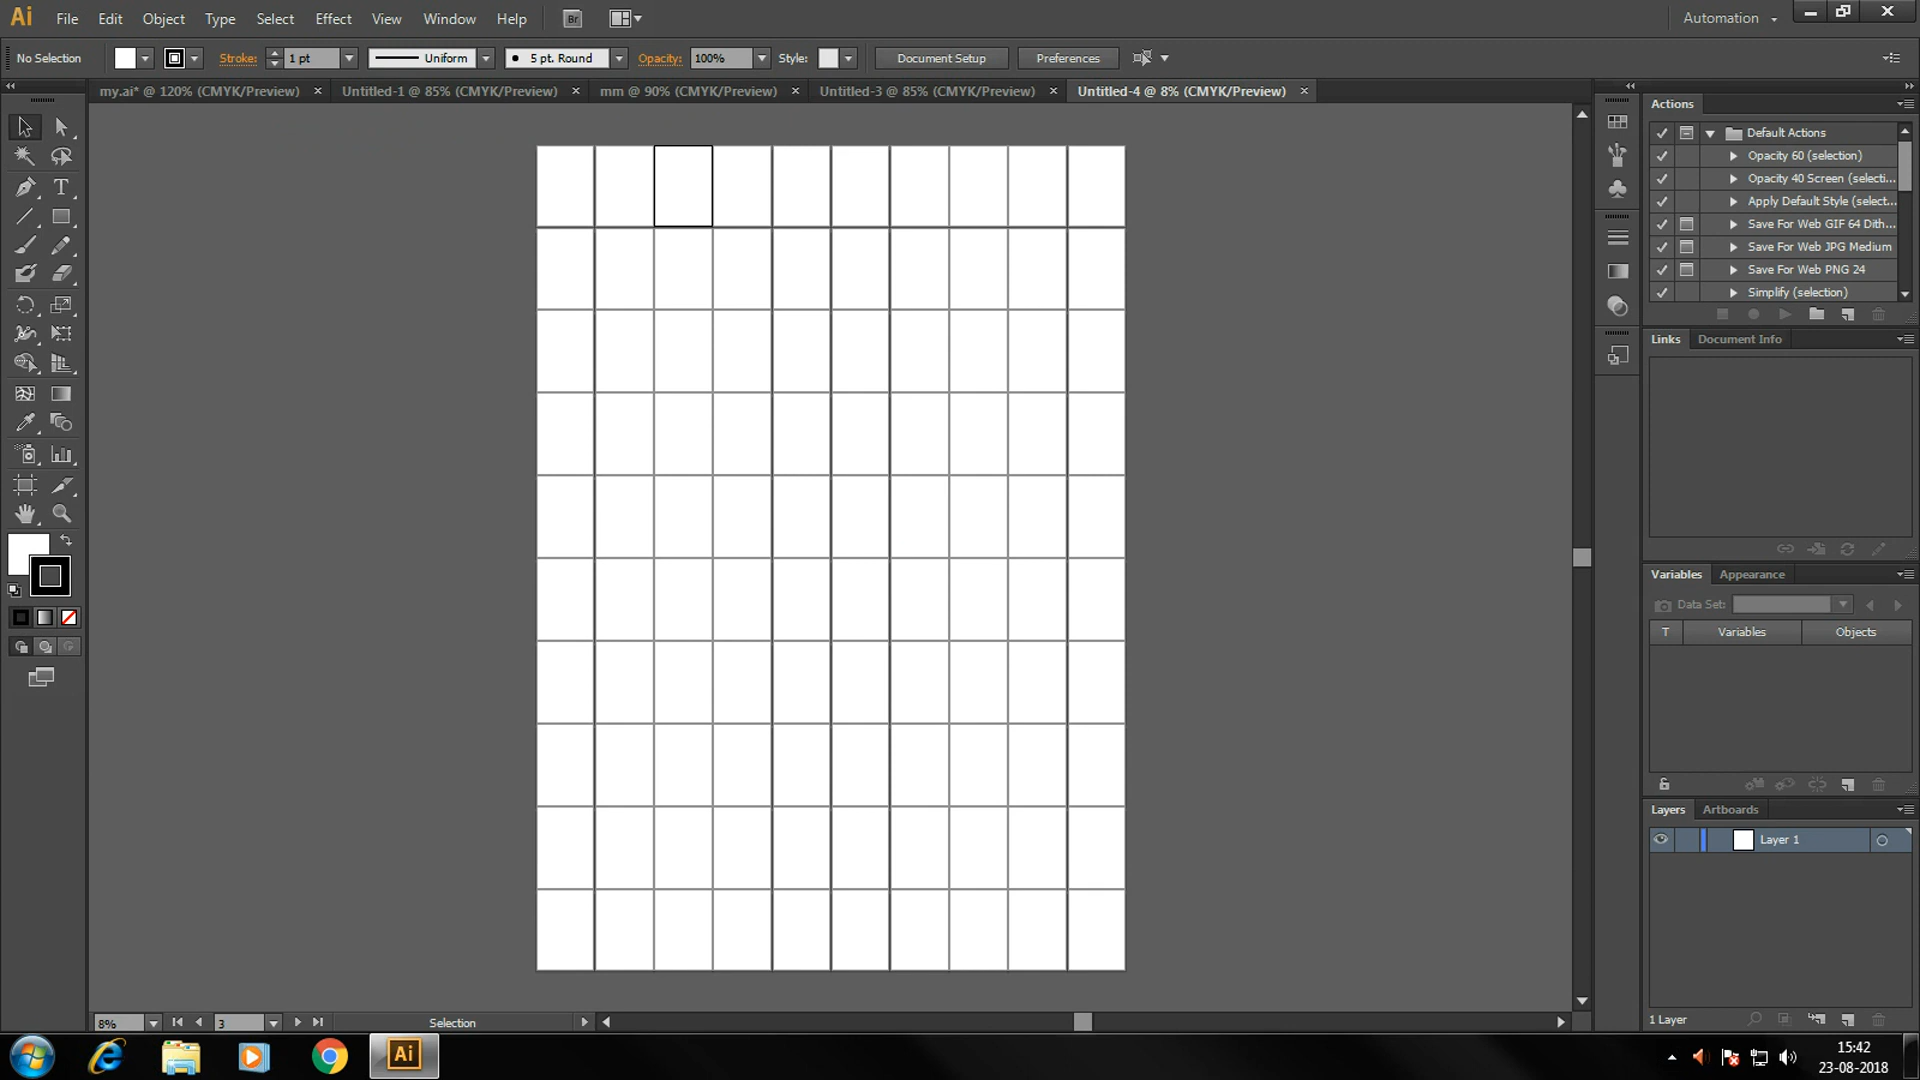 Ai File Edit Object Type Select Effect View Window Help Br Automation
No Selection Stroke: 1 pt Uniform 5 pt. Round Opacity: 100% Style: Document Setup Preferences
my.ai* @ 120% (CMYK/Preview) Untitled-1 @ 85% (CMYK/Preview) mm @ 90% (CMYK/Preview) Untitled-3 @ 85% (CMYK/Preview) Untitled-4 @ 8% (CMYK/Preview)
Actions
Default Actions
Opacity 60 (selection)
Opacity 40 Screen (selecti...
Apply Default Style (select...
Save For Web GIF 64 Dith...
Save For Web JPG Medium
Save For Web PNG 24
Simplify (selection)
Links Document Info
Variables Appearance
Data Set:
T Variables Objects
Layers Artboards
Layer 1
1 Layer
8% 3 Selection
Ai
15:42
23-08-2018